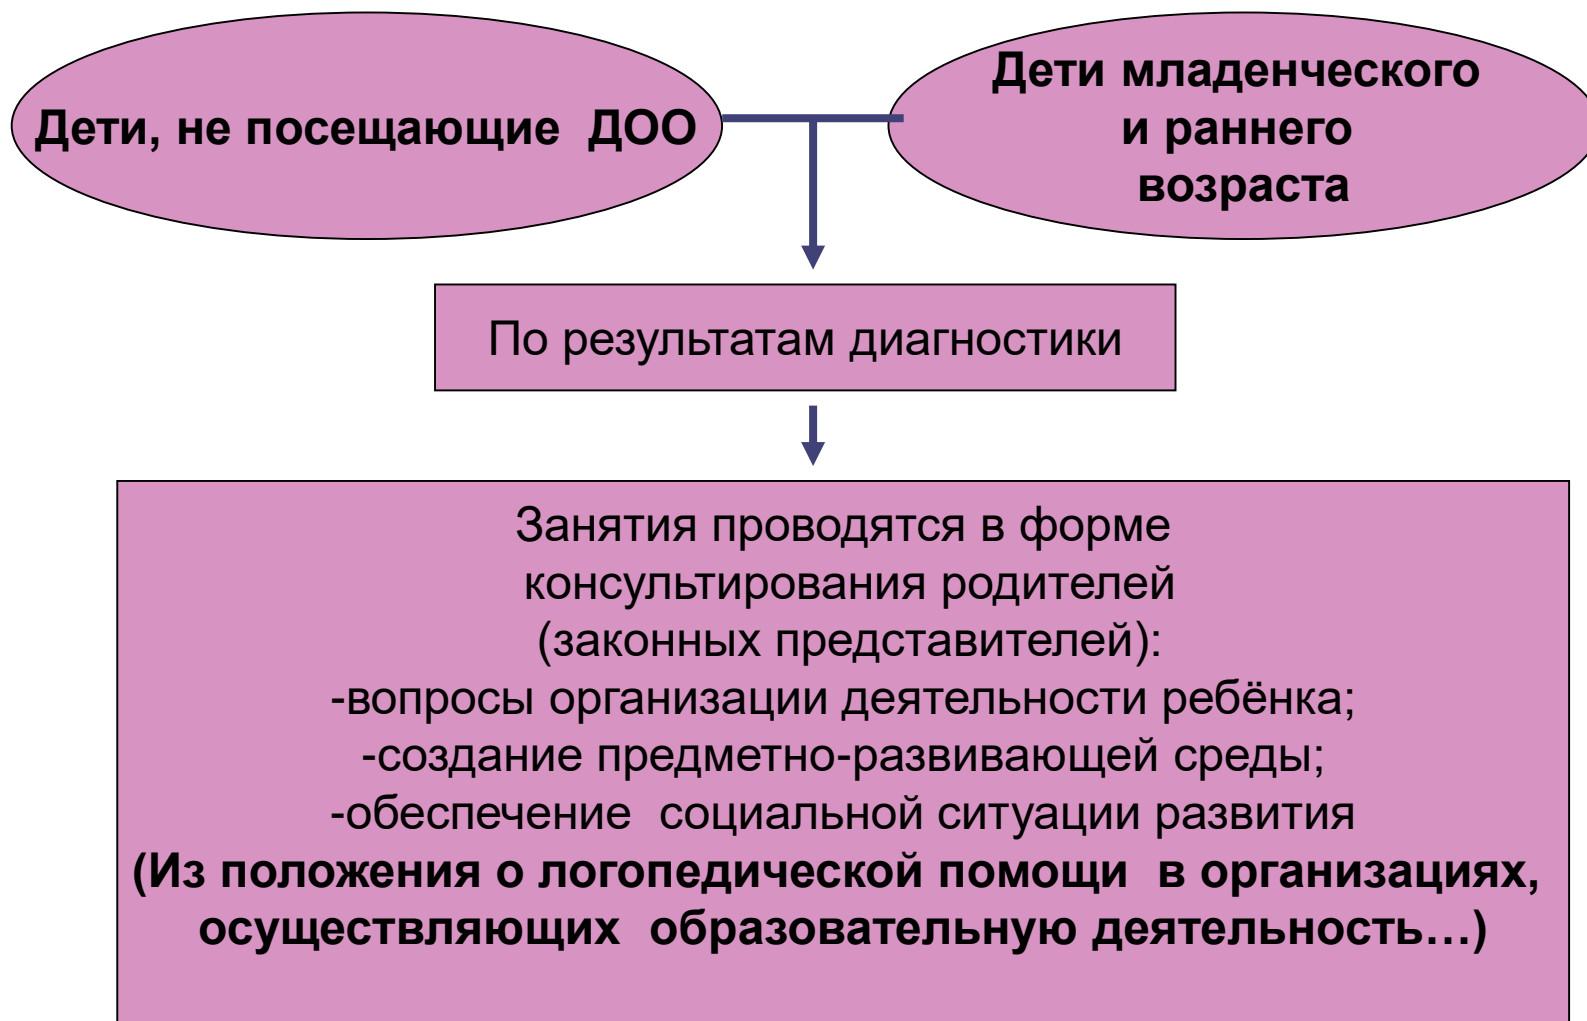 Дети, не посещающие  ДОО
Дети младенческого
и раннего
возраста
По результатам диагностики
Занятия проводятся в форме
консультирования родителей
(законных представителей):
-вопросы организации деятельности ребёнка;
-создание предметно-развивающей среды;
-обеспечение  социальной ситуации развития
(Из положения о логопедической помощи  в организациях,
осуществляющих  образовательную деятельность…)